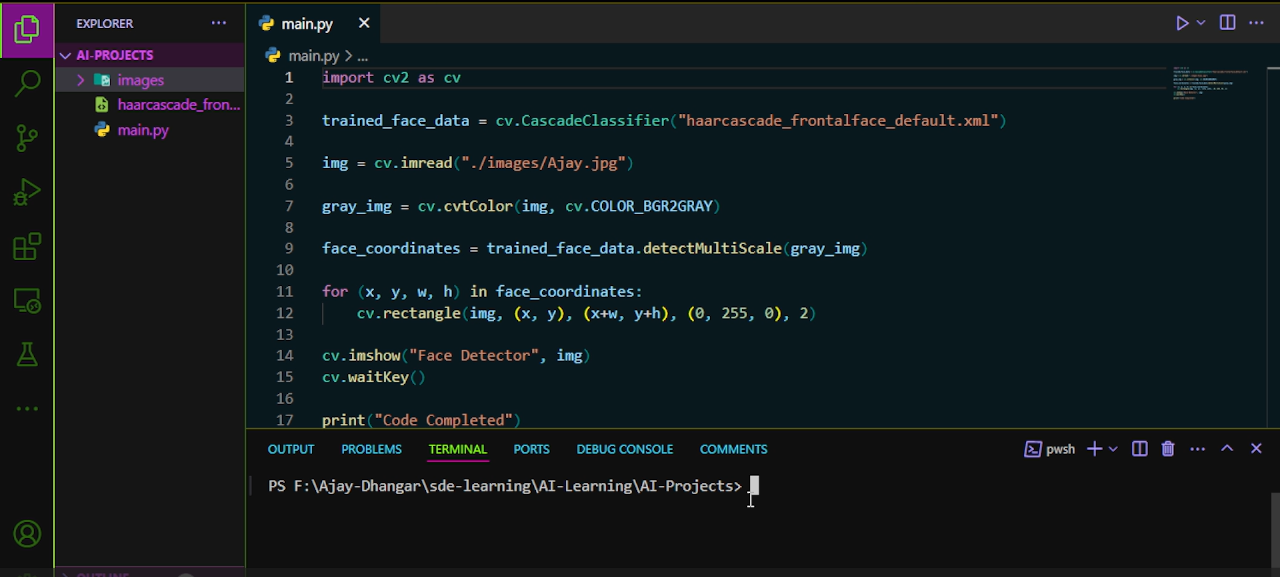 EXPLORER ...
AI-PROJECTS
images
haarcascade_fron...
main.py
main.py
main.py > ...
1 import cv2 as cv
2
3 trained_face_data = cv.CascadeClassifier("haarcascade_frontalface_default.xml")
4
5 img = cv.imread("./images/Ajay.jpg")
6
7 gray_img = cv.cvtColor(img, cv.COLOR_BGR2GRAY)
8
9 face_coordinates = trained_face_data.detectMultiScale(gray_img)
10
11 for (x, y, w, h) in face_coordinates:
12     cv.rectangle(img, (x, y), (x+w, y+h), (0, 255, 0), 2)
13
14 cv.imshow("Face Detector", img)
15 cv.waitKey()
16
17 print("Code Completed")
OUTPUT PROBLEMS TERMINAL PORTS DEBUG CONSOLE COMMENTS pwsh
PS F:\Ajay-Dhangar\sde-learning\AI-Learning\AI-Projects>
OUTLINE